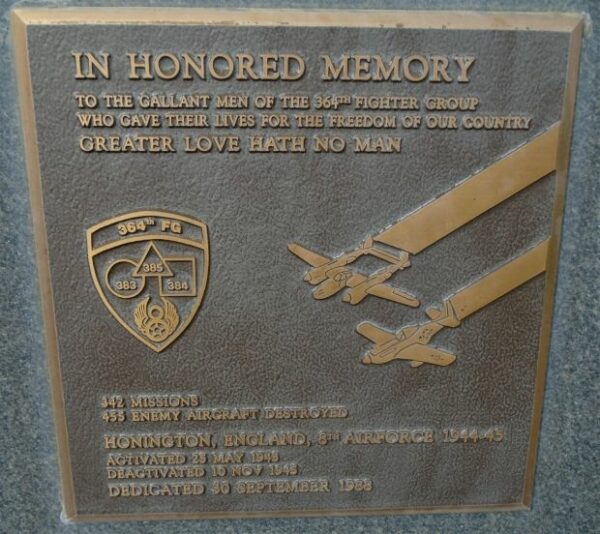 IN HONORED MEMORY
TO THE GALLANT MEN OF THE 364TH FIGHTER GROUP
WHO GAVE THEIR LIVES FOR THE FREEDOM OF OUR COUNTRY
GREATER LOVE HATH NO MAN
364th FG
385
383 384
8
342 MISSIONS
455 ENEMY AIRCRAFT DESTROYED
HONINGTON, ENGLAND, 8TH AIRFORCE 1944-45
ACTIVATED 25 MAY 1943
DEACTIVATED 10 NOV 1945
DEDICATED 30 SEPTEMBER 1988